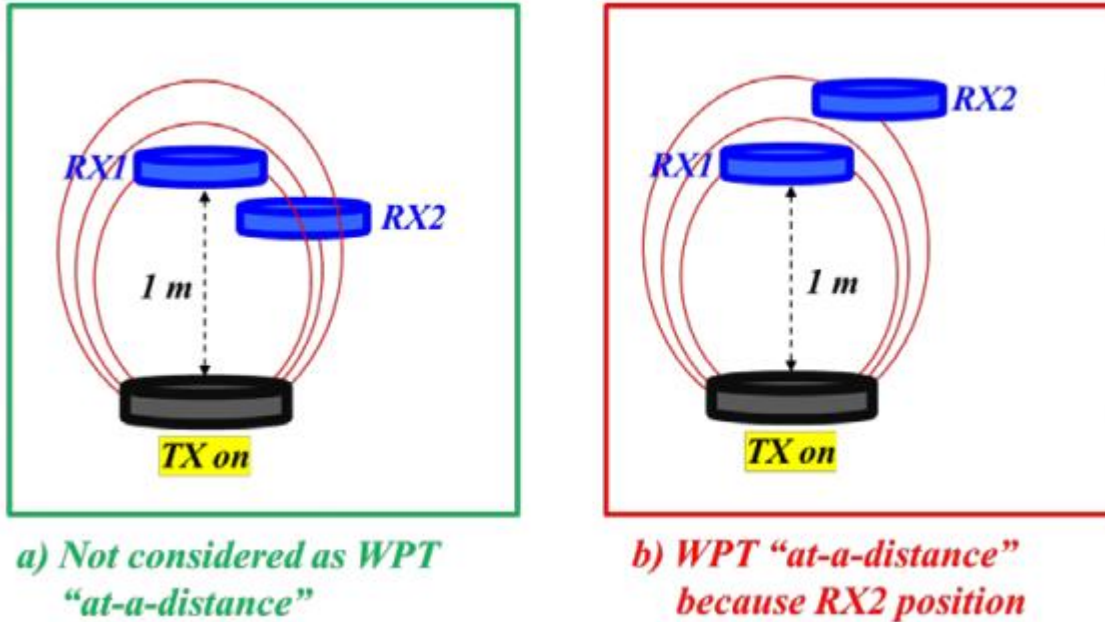 RX1
RX2
1 m
TX on
a) Not considered as WPT
"at-a-distance"
RX2
RX1
1 m
TX on
b) WPT "at-a-distance"
because RX2 position